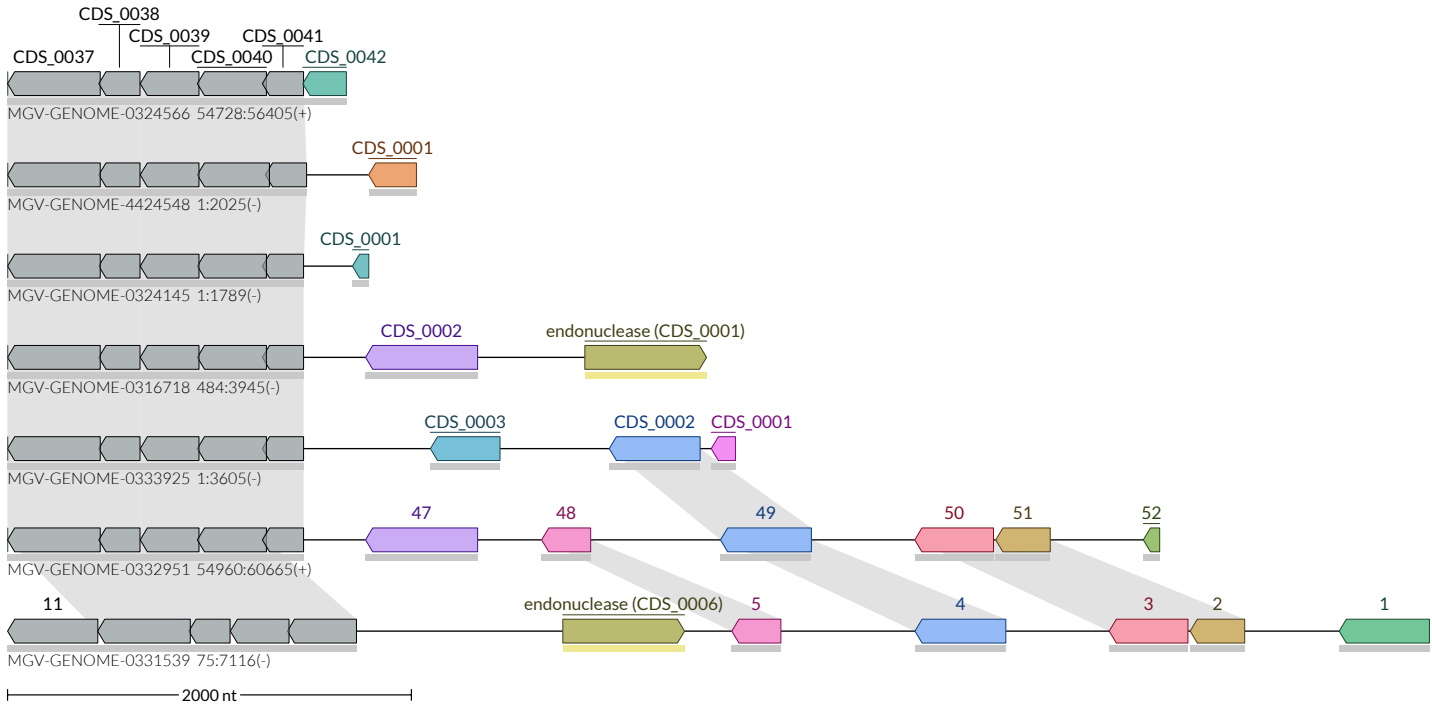 CDS_0038
CDS_0039 CDS_0041
CDS_0037 CDS_0040 CDS_0042
MGV-GENOME-0324566 54728:56405(+)
CDS_0001
MGV-GENOME-4424548 1:2025(-)
CDS_0001
MGV-GENOME-0324145 1:1789(-)
CDS_0002 endonuclease (CDS_0001)
MGV-GENOME-0316718 484:3945(-)
CDS_0003 CDS_0002 CDS_0001
MGV-GENOME-0333925 1:3605(-)
47 48 49 50 51 52
MGV-GENOME-0332951 54960:60665(+)
11 endonuclease (CDS_0006) 5 4 3 2 1
MGV-GENOME-0331539 75:7116(-)
2000 nt